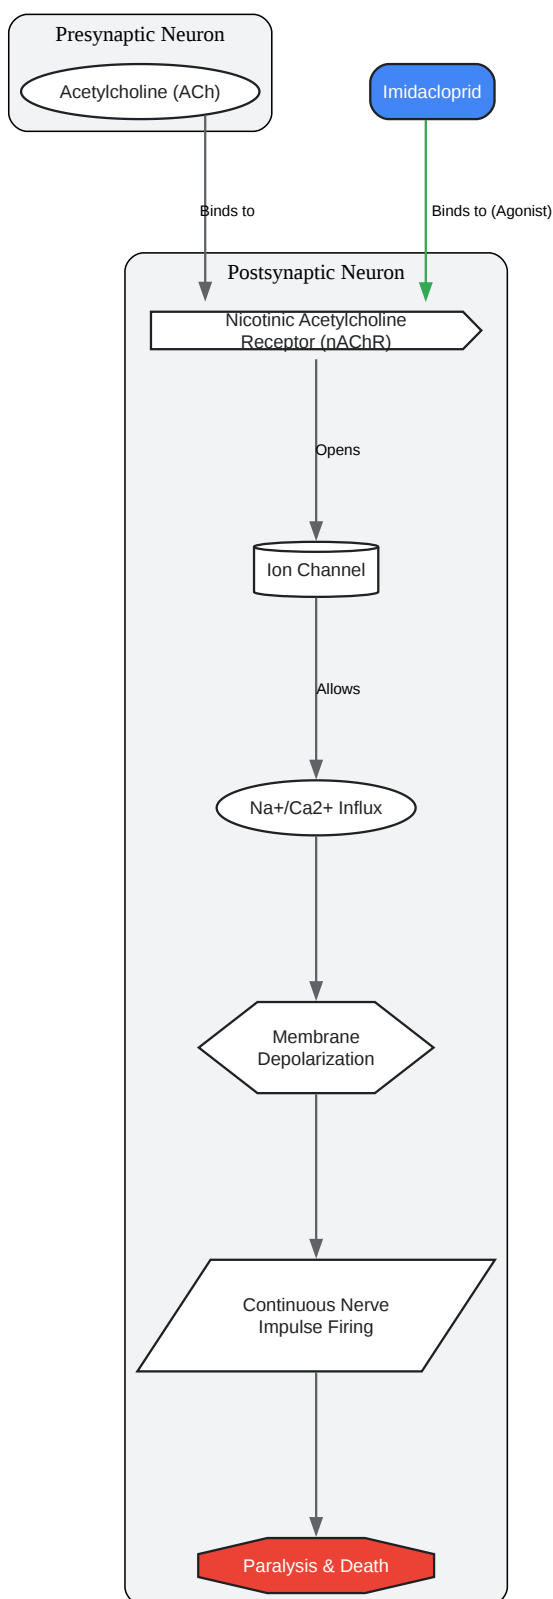 Presynaptic Neuron
Acetylcholine (ACh)
Imidacloprid
Binds to
Binds to (Agonist)
Postsynaptic Neuron
Nicotinic Acetylcholine
Receptor (nAChR)
Opens
Ion Channel
Allows
Na+/Ca2+ Influx
Membrane
Depolarization
Continuous Nerve
Impulse Firing
Paralysis & Death